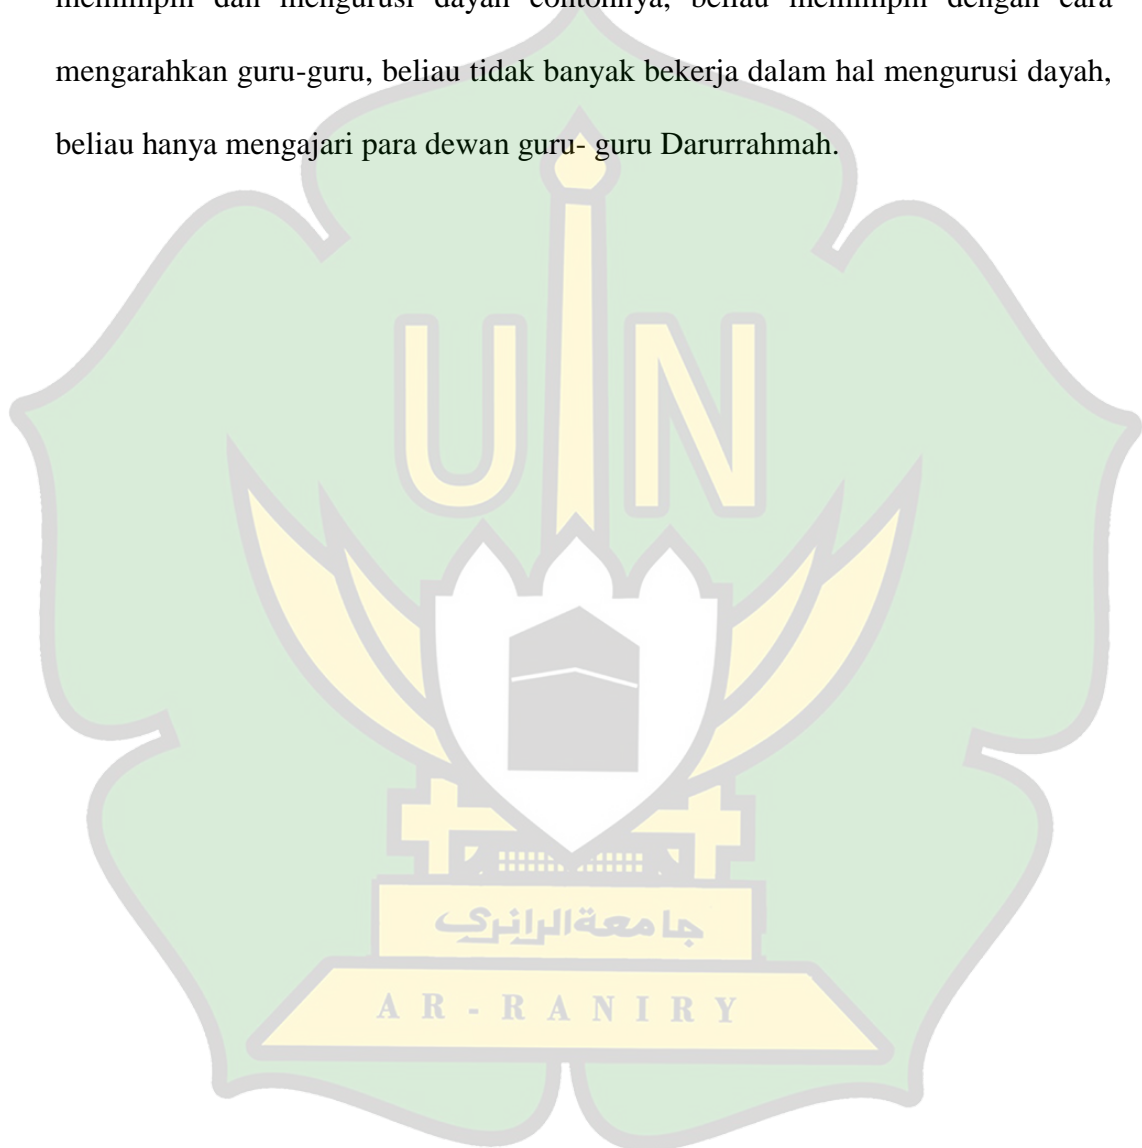 memimpin dan mengurusi dayah contohnya, beliau memimpin dengan cara
mengarahkan guru-guru, beliau tidak banyak bekerja dalam hal mengurusi dayah,
beliau hanya mengajari para dewan guru- guru Darurrahmah.
UIN
جامعةالرانري
AR-RANIRY